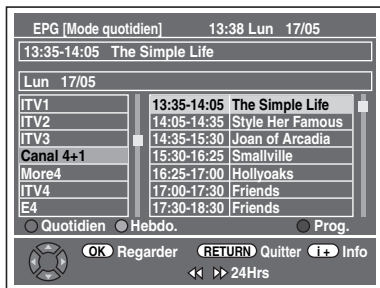 EPG [Mode quotidien] 13:38 Lun 17/05
13:35-14:05 The Simple Life
Lun 17/05
ITV1 13:35-14:05 The Simple Life
ITV2 14:05-14:35 Style Her Famous
ITV3 14:35-15:30 Joan of Arcadia
Canal 4+1 15:30-16:25 Smallville
More4 16:25-17:00 Hollyoaks
ITV4 17:00-17:30 Friends
E4 17:30-18:30 Friends
Quotidien Hebdo. Prog.
OK Regarder RETURN Quitter i+ Info
24Hrs